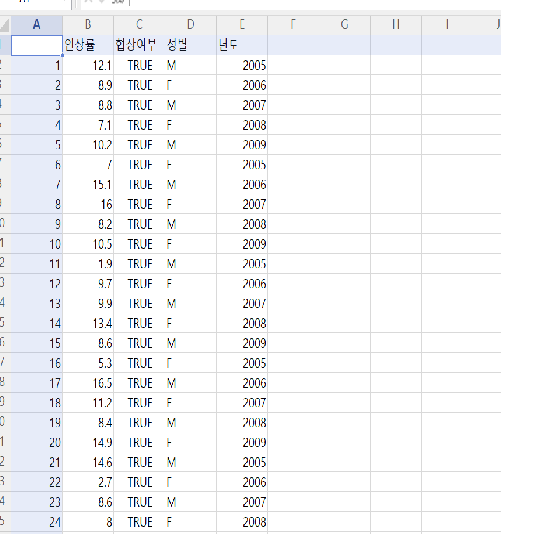 A B C D E F G H I J
인상률 협상여부 성별 년도
1 12.1 TRUE M 2005
2 8.9 TRUE F 2006
3 8.8 TRUE M 2007
4 7.1 TRUE F 2008
5 10.2 TRUE M 2009
6 7 TRUE F 2005
7 15.1 TRUE M 2006
8 16 TRUE F 2007
9 8.2 TRUE M 2008
10 10.5 TRUE F 2009
11 1.9 TRUE M 2005
12 9.7 TRUE F 2006
13 9.9 TRUE M 2007
14 13.4 TRUE F 2008
15 8.6 TRUE M 2009
16 5.3 TRUE F 2005
17 16.5 TRUE M 2006
18 11.2 TRUE F 2007
19 8.4 TRUE M 2008
20 14.9 TRUE F 2009
21 14.6 TRUE M 2005
22 2.7 TRUE F 2006
23 8.6 TRUE M 2007
24 8 TRUE F 2008